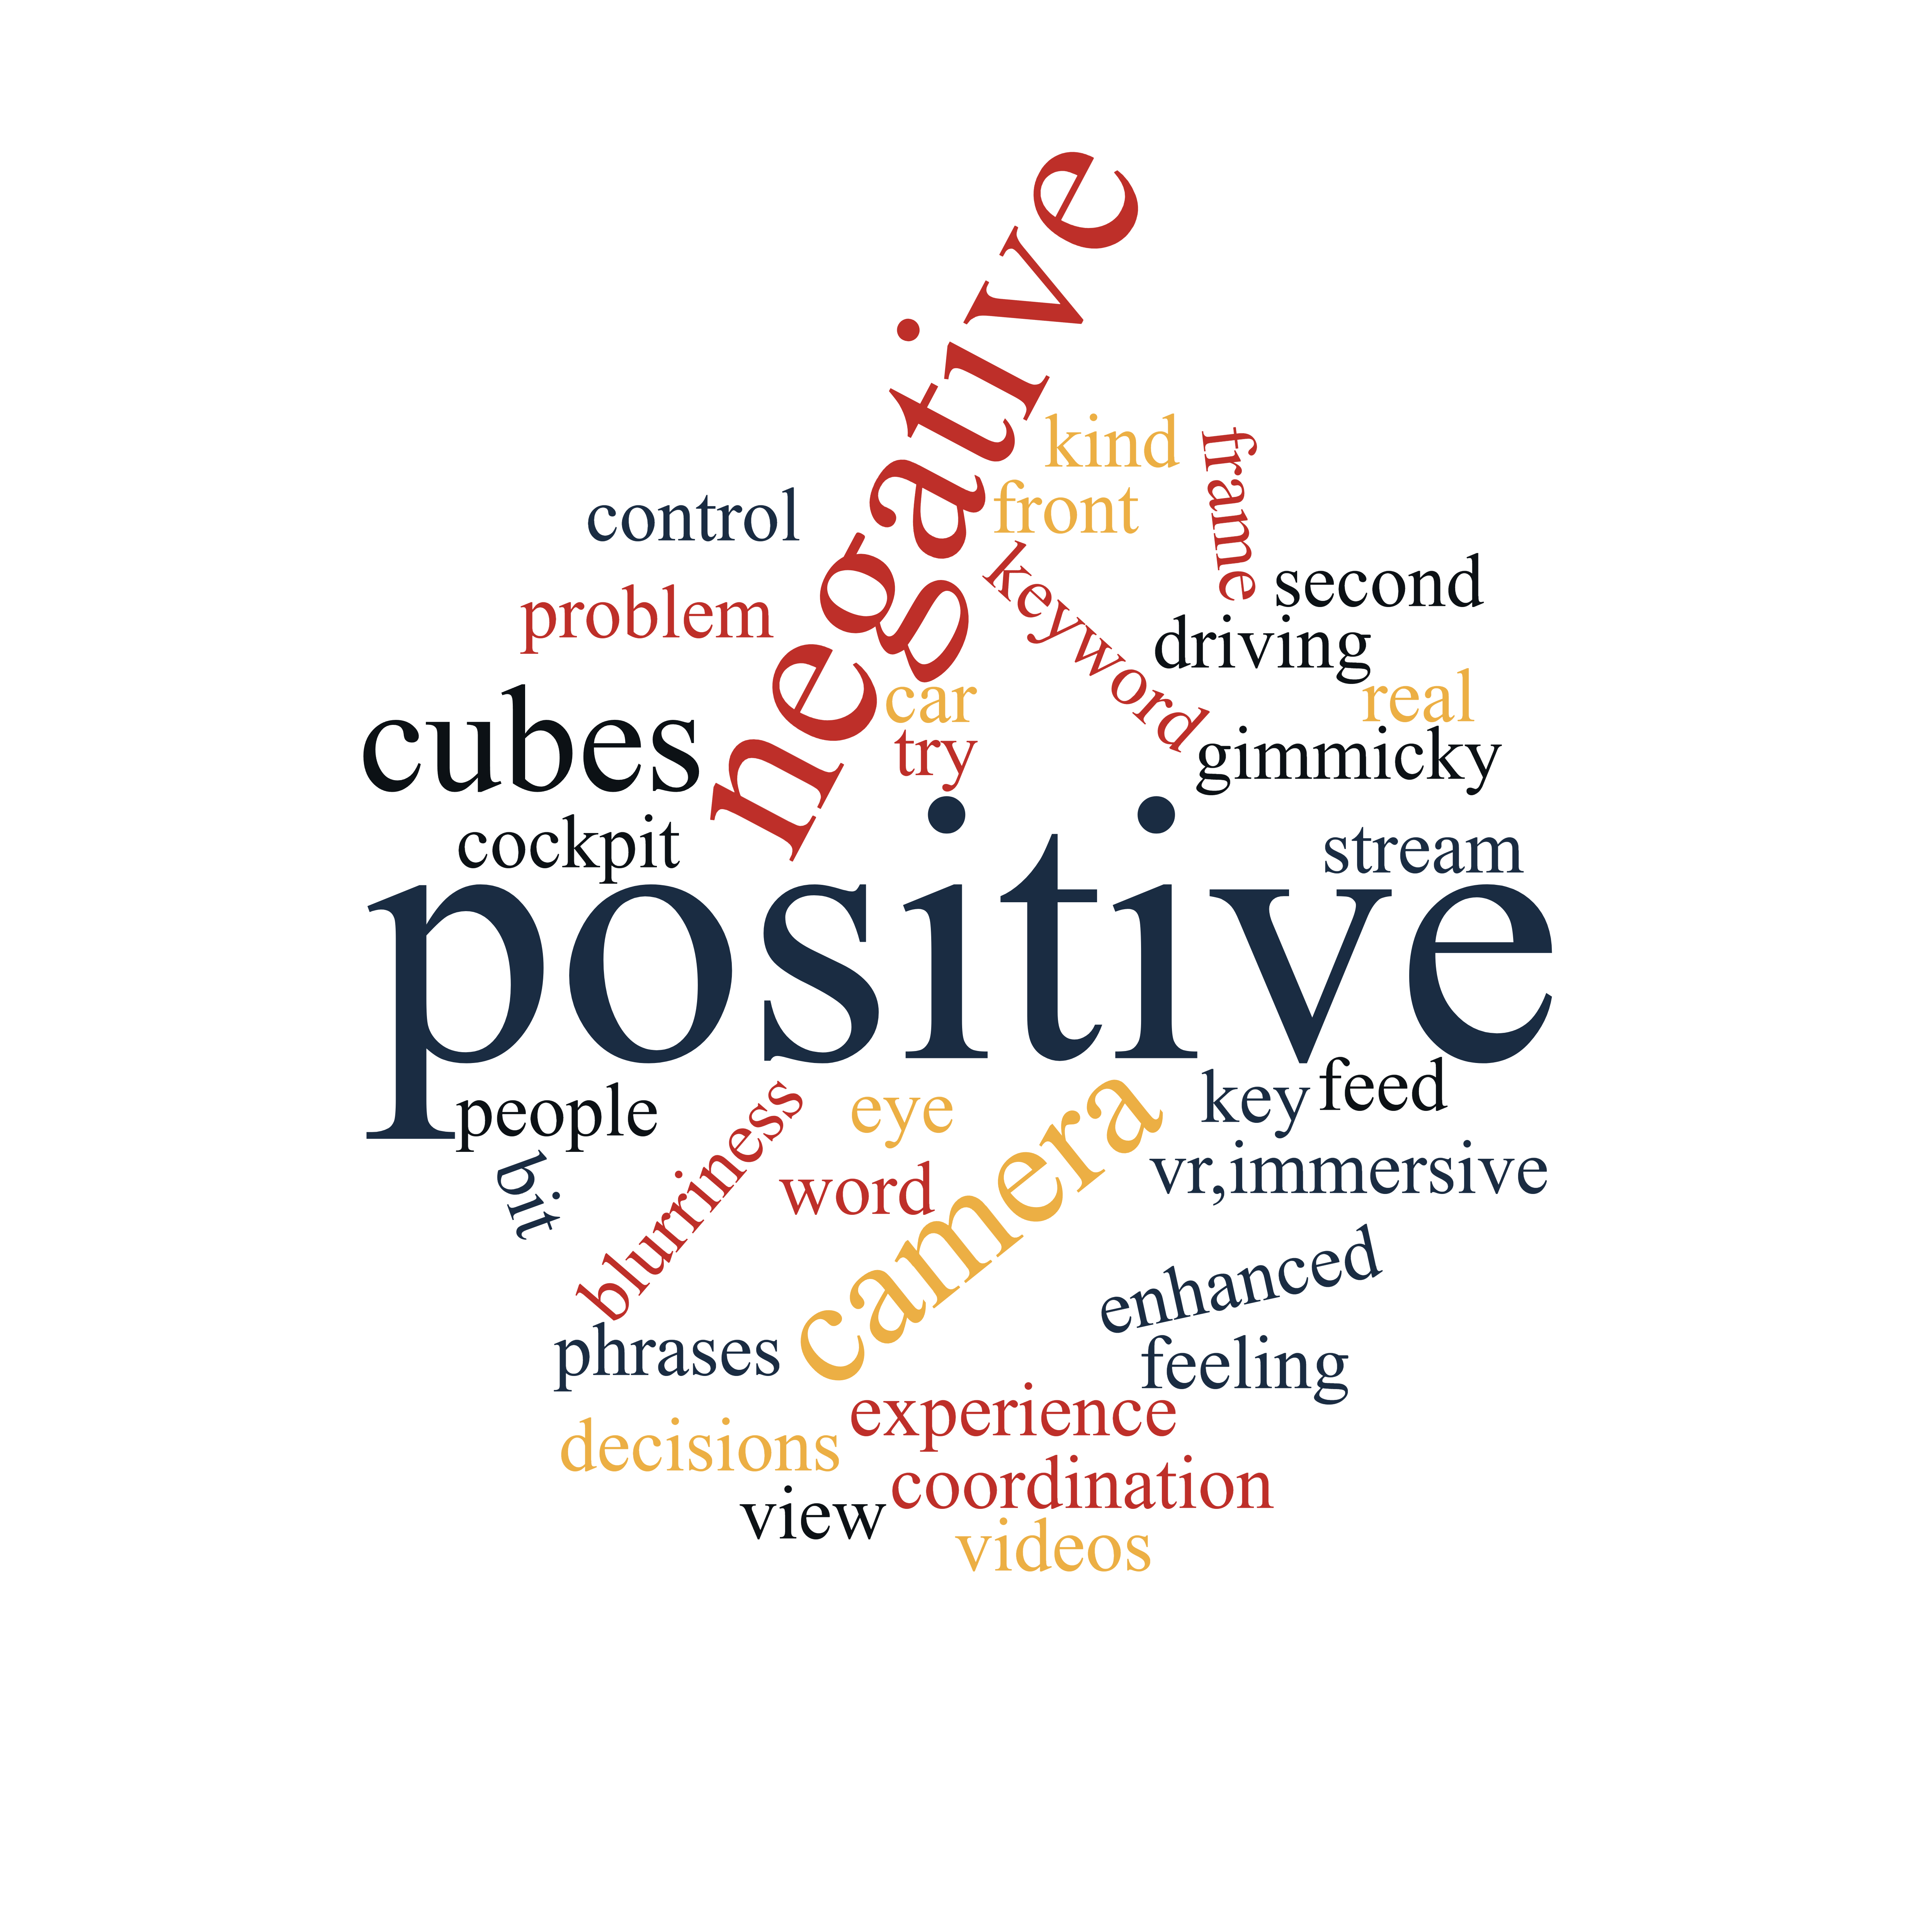 negative
kind
frame
front
control
keyword
second
problem
driving
car
real
cubes
try
gimmicky
cockpit
stream
positive
people
key
feed
eye
blurriness
word
camera
vr,immersive
bit
enhanced
phrases
feeling
experience
decisions
coordination
view
videos